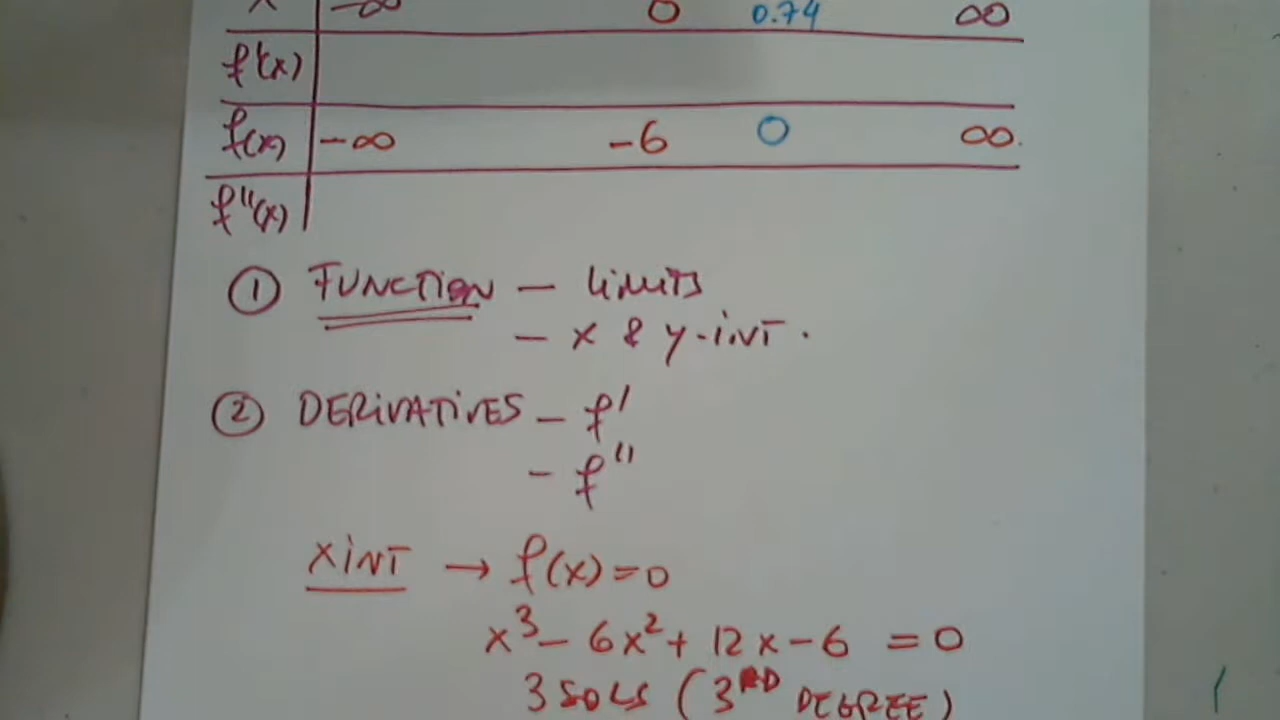 x -∞ 0 0.74 ∞
f'(x)
f(x) -∞ -6 0 ∞.
f"(x)
① FUNCTION - LIMITS
- x & y-iNT.
② DERiVATiVES - f'
- f"
XiNT → f(x)=0
x³- 6x²+ 12x-6 = 0
3 SOLS (3RD DEGREE)